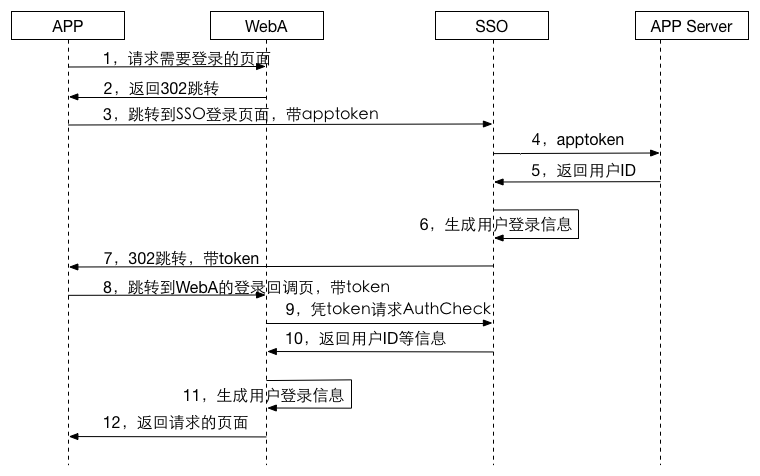 APP
WebA
SSO
APP Server
1，请求需要登录的页面
2，返回302跳转
3，跳转到SSO登录页面，带apptoken
4，apptoken
5，返回用户ID
6，生成用户登录信息
7，302跳转，带token
8，跳转到WebA的登录回调页，带token
9，凭token请求AuthCheck
10，返回用户ID等信息
11，生成用户登录信息
12，返回请求的页面